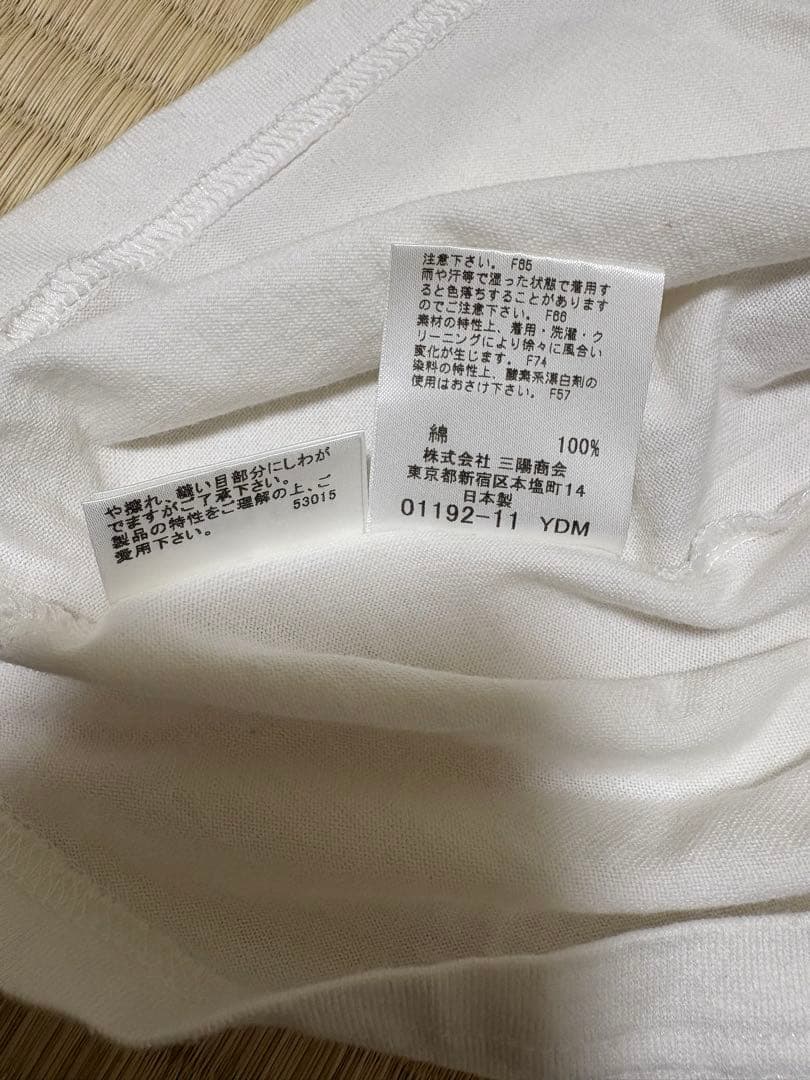 注意下さい。 F65
雨や汗等で湿った状態で着用す
ると色落ちすることがあります
のでご注意下さい。 F66
素材の特性上、着用・洗濯・ク
リーニングにより徐々に風合い
変化が生じます。 F74
染料の特性上、酸素系漂白剤の
使用はおさけ下さい。 F57
綿 100%
株式会社 三陽商会
東京都新宿区本塩町14
日本製
01192-11 YDM
や擦れ、縫い目部分にしわが
でますがご了承下さい。
製品の特性をご理解の上、ご
愛用下さい。 53015